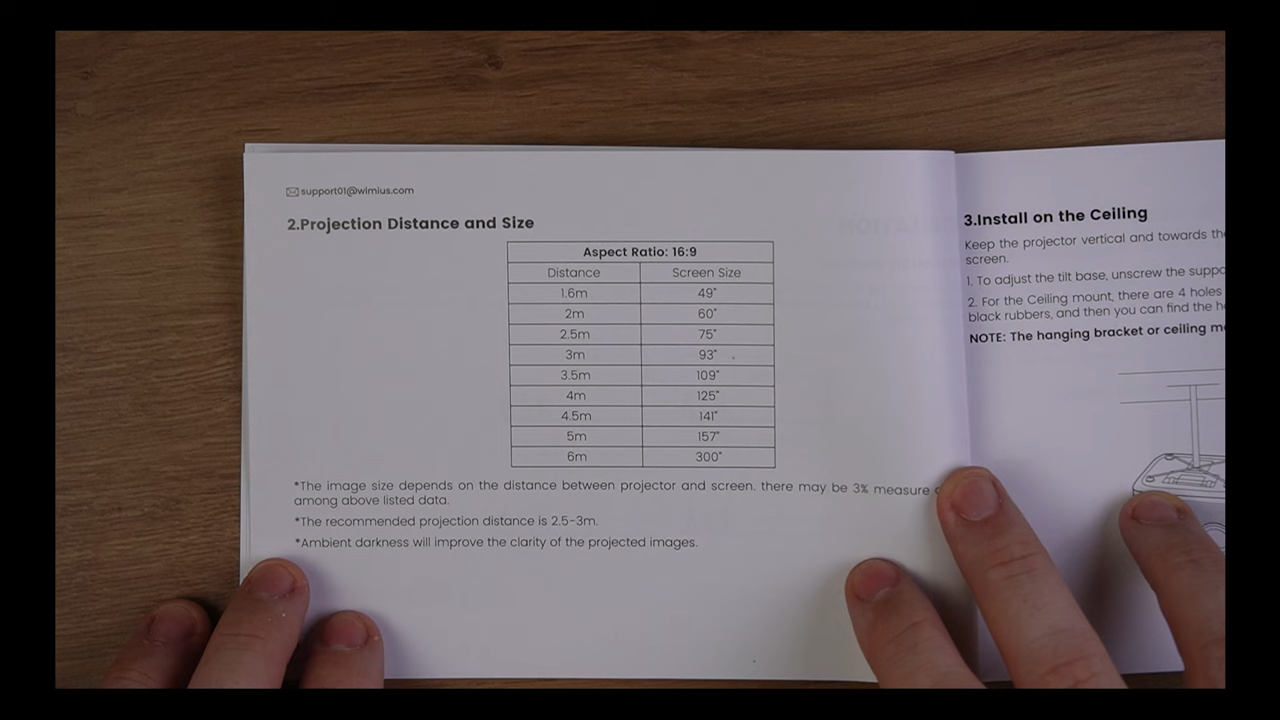 support01@wimius.com
2.Projection Distance and Size
Aspect Ratio: 16:9
Distance Screen Size
1.6m 49"
2m 60"
2.5m 75"
3m 93"
3.5m 109"
4m 125"
4.5m 141"
5m 157"
6m 300"
*The image size depends on the distance between projector and screen. there may be 3% measure
among above listed data.
*The recommended projection distance is 2.5-3m.
*Ambient darkness will improve the clarity of the projected images.
3.Install on the Ceiling
Keep the projector vertical and towards
screen.
1. To adjust the tilt base, unscrew the
2. For the Ceiling mount, there are 4 holes
black rubbers, and then you can find the
NOTE: The hanging bracket or ceiling